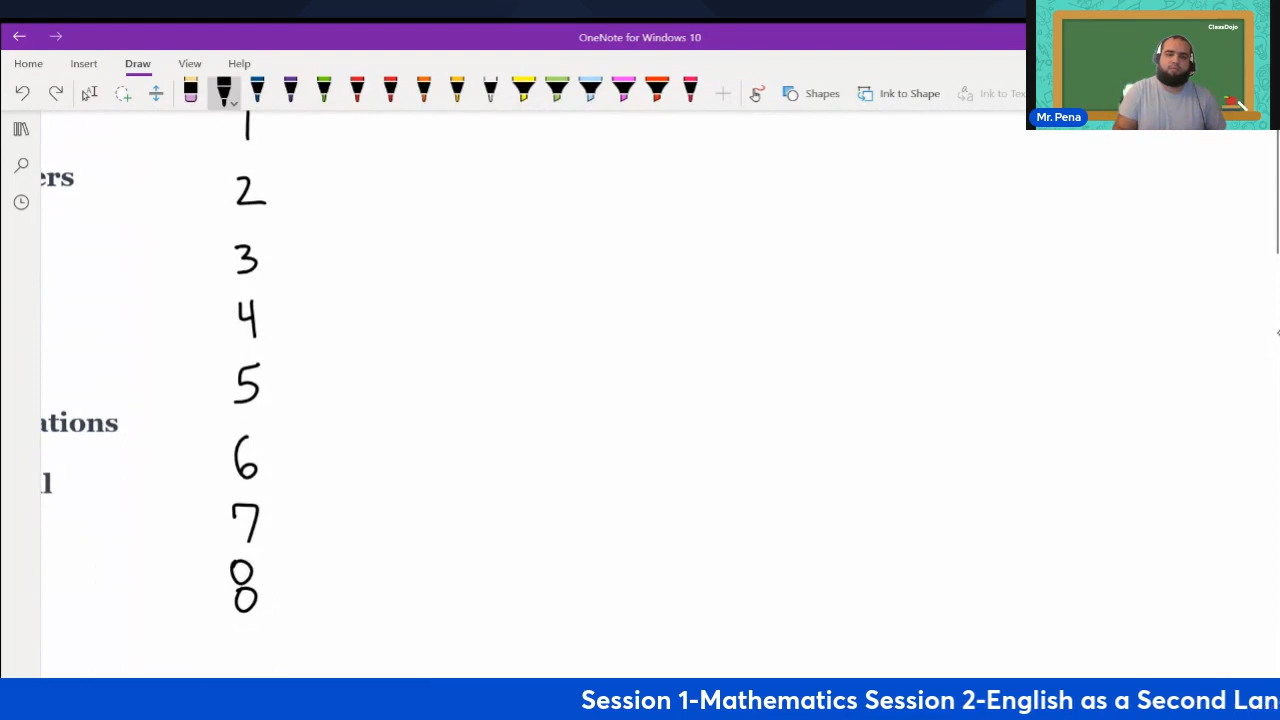 OneNote for Windows 10
ClassDojo
Home Insert Draw View Help
Shapes Ink to Shape Ink to Tex
Mr. Pena
1
ers
2
3
4
5
ations
6
ll
7
8
Session 1-Mathematics Session 2-English as a Second Lan